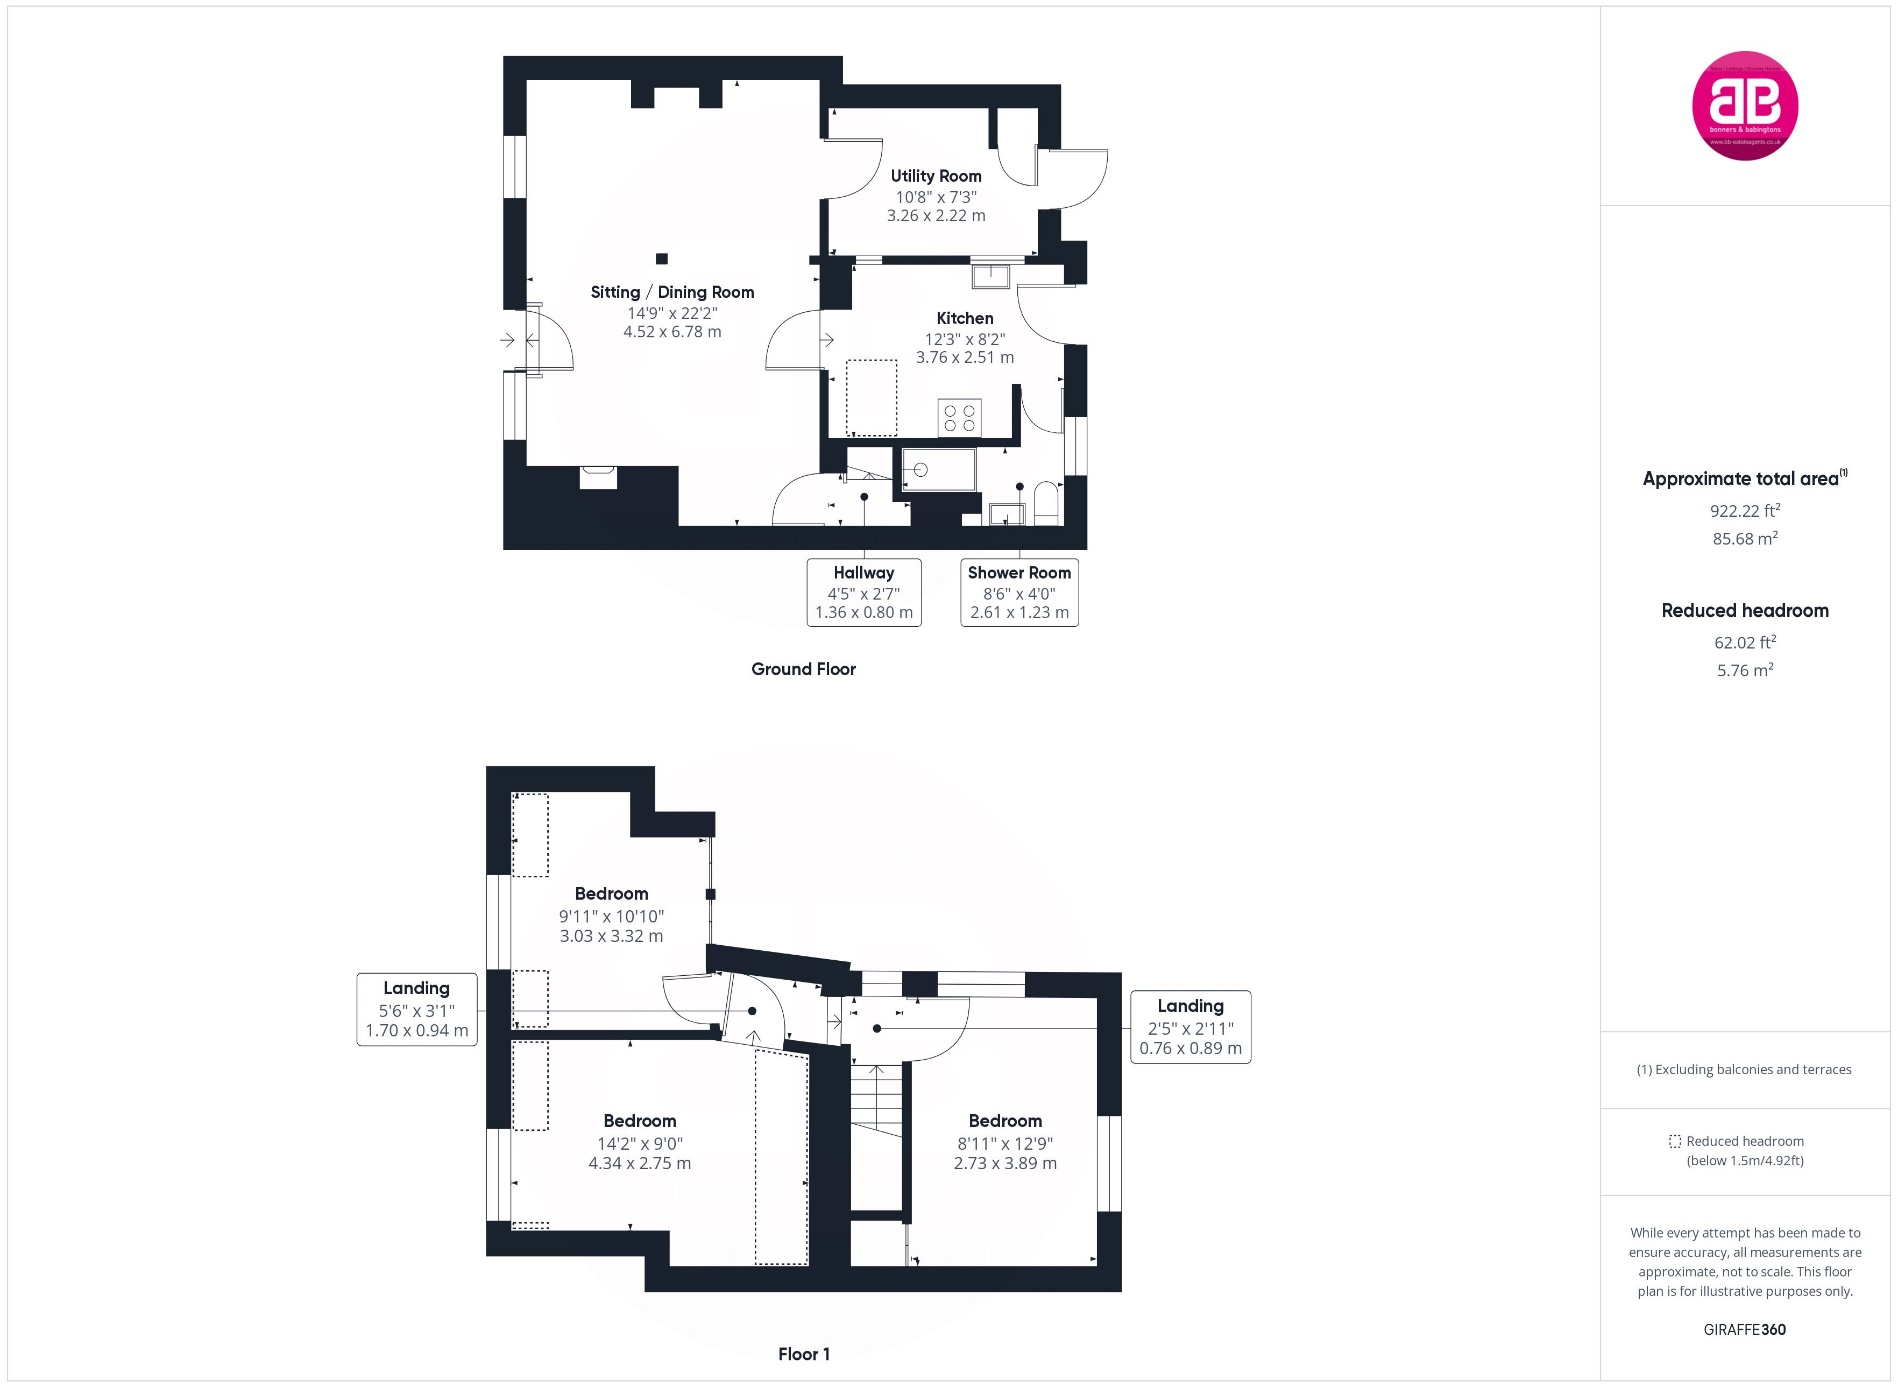 Utility Room
10'8" x 7'3"
3.26 x 2.22 m
Sitting / Dining Room
14'9" x 22'2"
4.52 x 6.78 m
Kitchen
12'3" x 8'2"
3.76 x 2.51 m
Hallway
4'5" x 2'7"
1.36 x 0.80 m
Shower Room
8'6" x 4'0"
2.61 x 1.23 m
Ground Floor
Bedroom
9'11" x 10'10"
3.03 x 3.32 m
Landing
5'6" x 3'1"
1.70 x 0.94 m
Landing
2'5" x 2'11"
0.76 x 0.89 m
Bedroom
14'2" x 9'0"
4.34 x 2.75 m
Bedroom
8'11" x 12'9"
2.73 x 3.89 m
Floor 1
BB
bonners & babingtons
www.bb-estateagents.co.uk
Approximate total area⁽¹⁾
922.22 ft²
85.68 m²
Reduced headroom
62.02 ft²
5.76 m²
(1) Excluding balconies and terraces
Reduced headroom
(below 1.5m/4.92ft)
While every attempt has been made to
ensure accuracy, all measurements are
approximate, not to scale. This floor
plan is for illustrative purposes only.
GIRAFFE360